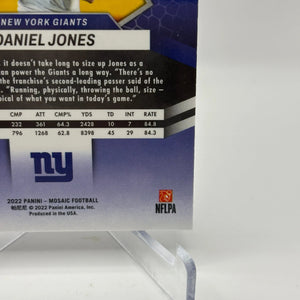 NEW YORK GIANTS
DANIEL JONES
it doesn't take long to size up Jones as a
an power the Giants a long way. "There's no
the franchise's second-leading passer said of the
"Running, physically, throwing the ball, size –
pical of what you want in today's game."
CMP ATT CMP% YDS TD INT RATE
232 361 64.3 2428 10 7 84.8
796 1268 62.8 8398 45 29 84.3
ny
2022 PANINI – MOSAIC FOOTBALL
© 2022 Panini America, Inc.
Produced in the USA.
NFLPA